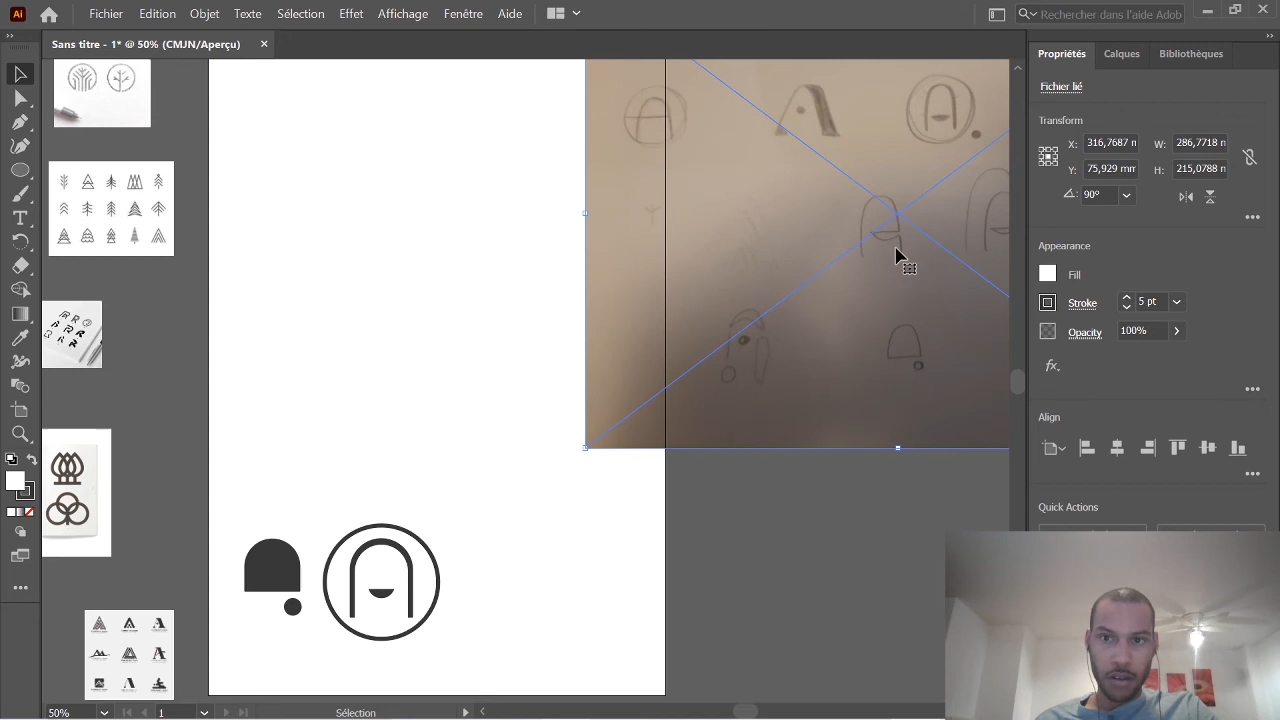 Ai
Fichier Edition Objet Texte Sélection Effet Affichage Fenêtre Aide
Rechercher dans l'aide Adob
Sans titre - 1* @ 50% (CMJN/Aperçu)
Propriétés Calques Bibliothèques
Fichier lié
Transform
X: 316,7687 W: 286,7718
Y: 75,929 mm H: 215,0788
90°
Appearance
Fill
Stroke 5 pt
Opacity 100%
fx.
Align
Quick Actions
50% 1 Sélection